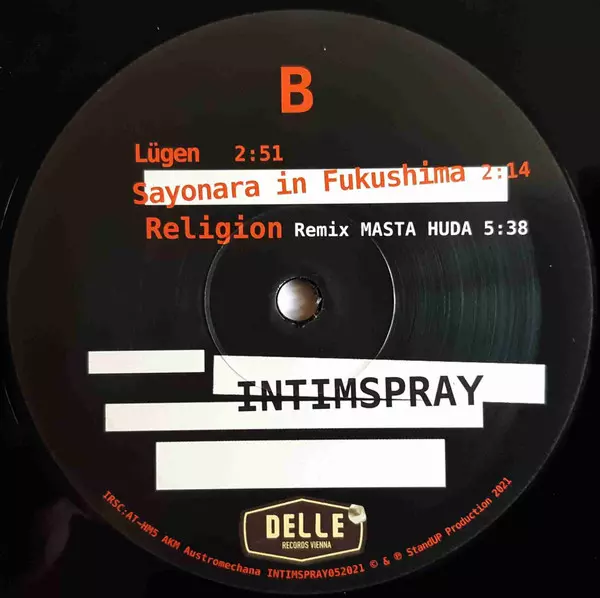 B
Lügen 2:51
Sayonara in Fukushima 2:14
Religion Remix MASTA HUDA 5:38
INTIMSPRAY
DELLE
RECORDS VIENNA
IRSC:AT-HM5 AKM Austromechana INTIMSPRAY052021 © & ℗ StandUP Production 2021